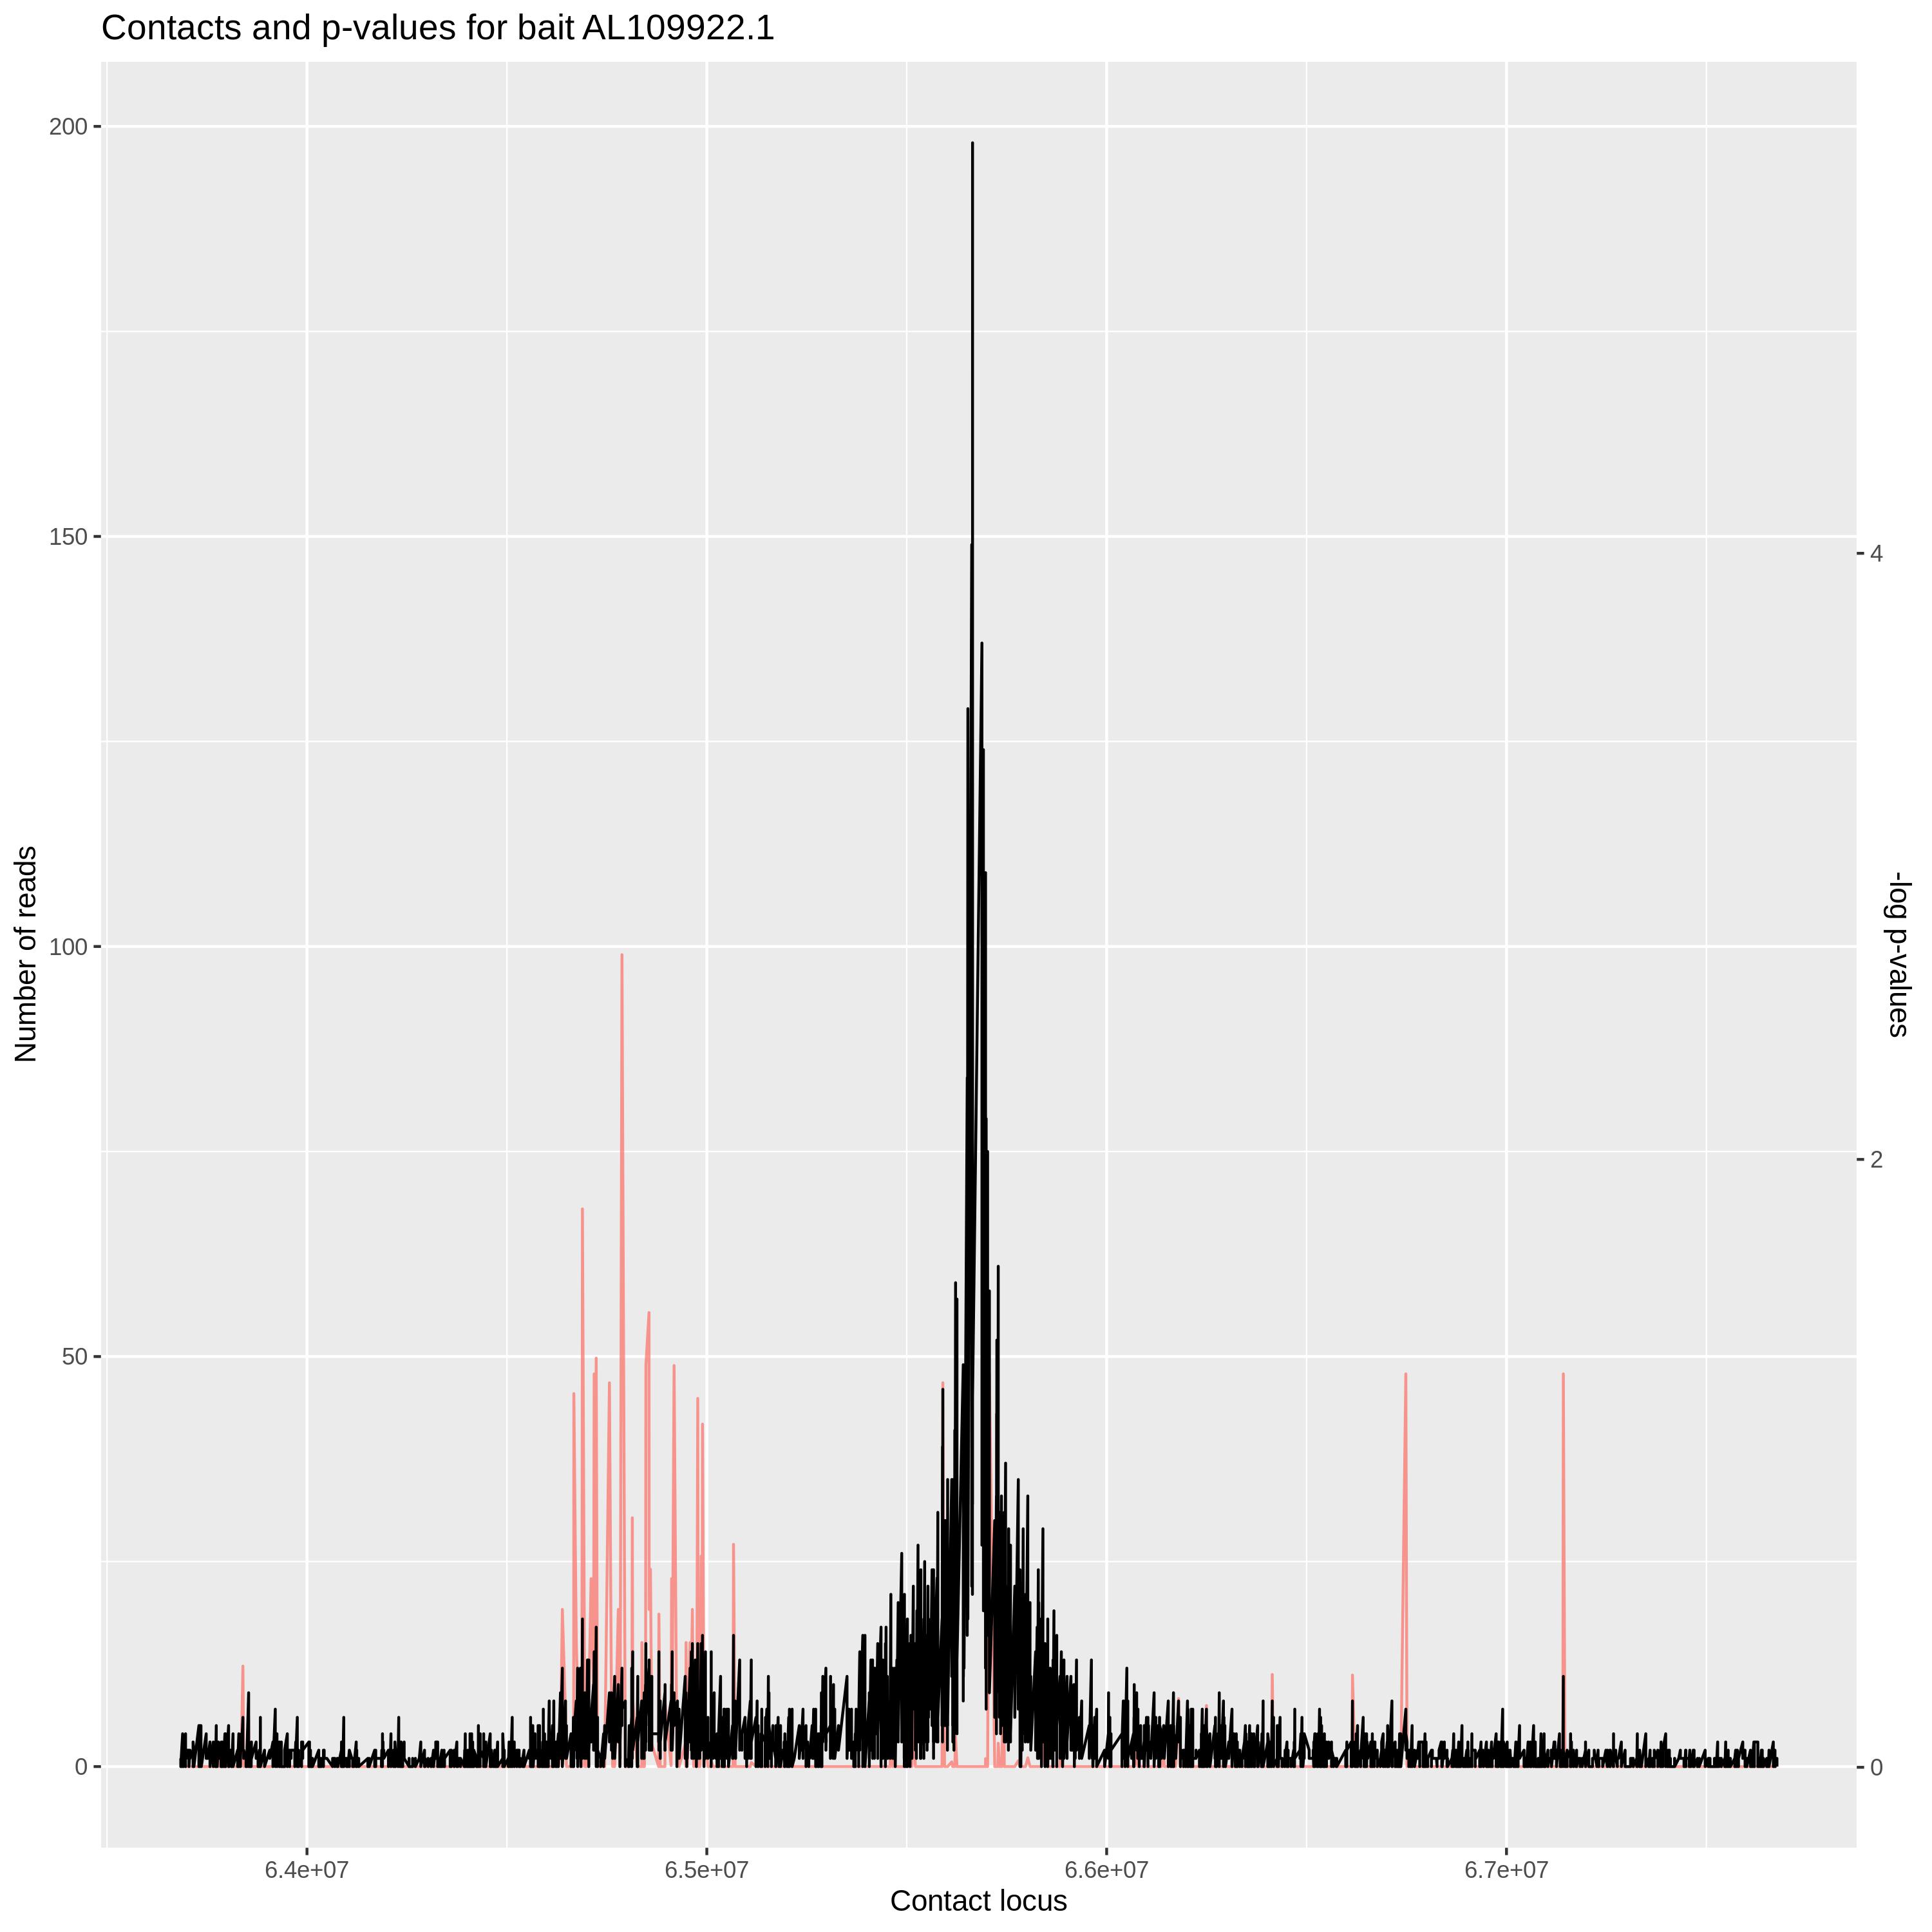 Contacts and p-values for bait AL109922.1
200
150
100
50
0
Number of reads
4
2
0
-log p-values
6.4e+07
6.5e+07
6.6e+07
6.7e+07
Contact locus